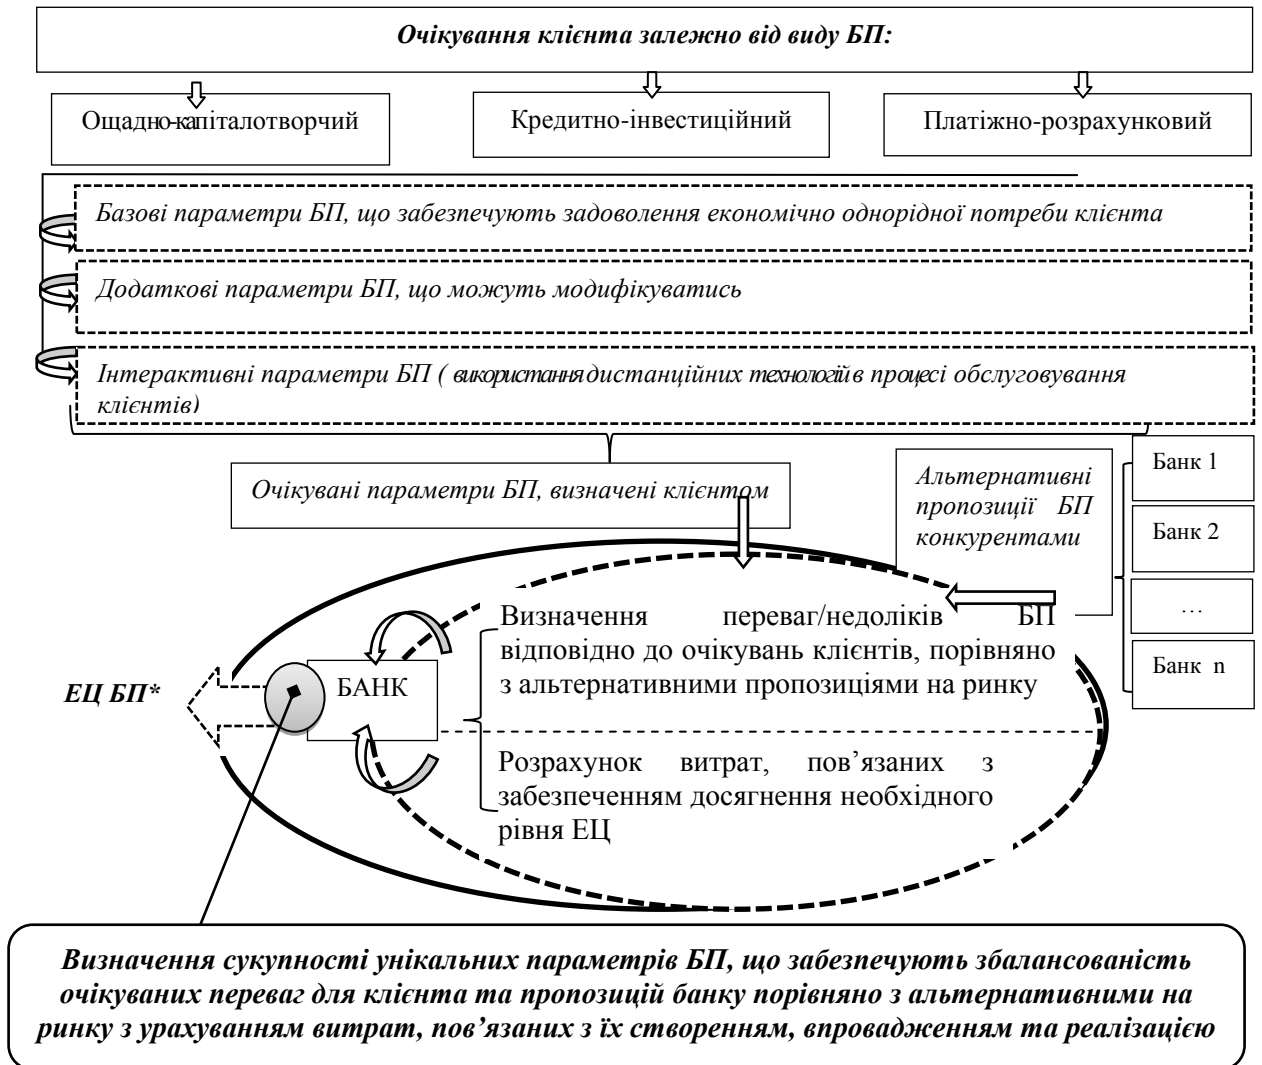 Очікування клієнта залежно від виду БП:
Ощадно-капіталотворчий
Кредитно-інвестиційний
Платіжно-розрахунковий
Базові параметри БП, що забезпечують задоволення економічно однорідної потреби клієнта
Додаткові параметри БП, що можуть модифікуватись
Інтерактивні параметри БП ( використання дистанційних технологій в процесі обслуговування
клієнтів)
Очікувані параметри БП, визначені клієнтом
Альтернативні
пропозиції БП
конкурентами
Банк 1
Банк 2
…
Банк n
Визначення переваг/недоліків БП
відповідно до очікувань клієнтів, порівняно
з альтернативними пропозиціями на ринку
БАНК
ЕЦ БП*
Розрахунок витрат, пов’язаних з
забезпеченням досягнення необхідного
рівня ЕЦ
Визначення сукупності унікальних параметрів БП, що забезпечують збалансованість
очікуваних переваг для клієнта та пропозицій банку порівняно з альтернативними на
ринку з урахуванням витрат, пов’язаних з їх створенням, впровадженням та реалізацією